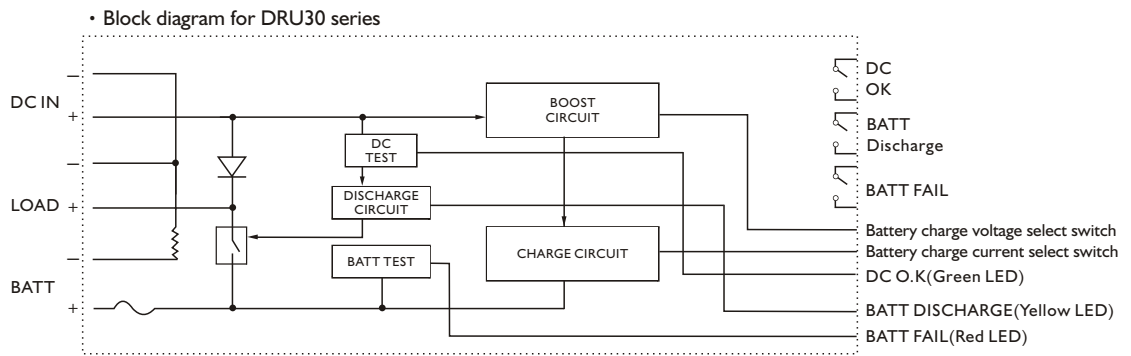 • Block diagram for DRU30 series
−
DC IN
+
−
LOAD +
−
BATT
+
BOOST
CIRCUIT
DC
TEST
DISCHARGE
CIRCUIT
BATT TEST
CHARGE CIRCUIT
DC
OK
BATT
Discharge
BATT FAIL
Battery charge voltage select switch
Battery charge current select switch
DC O.K(Green LED)
BATT DISCHARGE(Yellow LED)
BATT FAIL(Red LED)